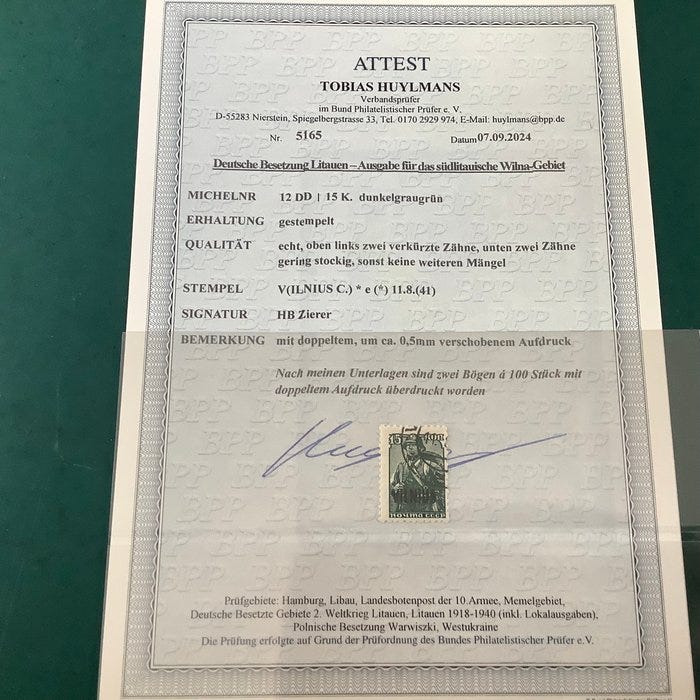 ATTEST
TOBIAS HUYLMANS
Verbandsprüfer
im Bund Philatelistischer Prüfer e. V.
D-55283 Nierstein, Spiegelbergstrasse 33, Tel. 0170 2929 974, E-Mail: huylmans@bpp.de
Nr. 5165 Datum 07.09.2024
Deutsche Besetzung Litauen – Ausgabe für das südlitauische Wilna-Gebiet
MICHELNR 12 DD | 15 K. dunkelgraugrün
ERHALTUNG gestempelt
QUALITÄT echt, oben links zwei verkürzte Zähne, unten zwei Zähne
gering stockig, sonst keine weiteren Mängel
STEMPEL V(ILNIUS C.) * e (*) 11.8.(41)
SIGNATUR HB Zierer
BEMERKUNG mit doppeltem, um ca. 0,5mm verschobenem Aufdruck
Nach meinen Unterlagen sind zwei Bögen á 100 Stück mit
doppeltem Aufdruck überdruckt worden
15
VILNIUS
ПОЧТА СССР
Prüfgebiete: Hamburg, Libau, Landesbotenpost der 10.Armee, Memelgebiet,
Deutsche Besetzte Gebiete 2. Weltkrieg Litauen, Litauen 1918-1940 (inkl. Lokalausgaben),
Polnische Besetzung Warwiszki, Westukraine
Die Prüfung erfolgte auf Grund der Prüfordnung des Bundes Philatelistischer Prüfer e.V.